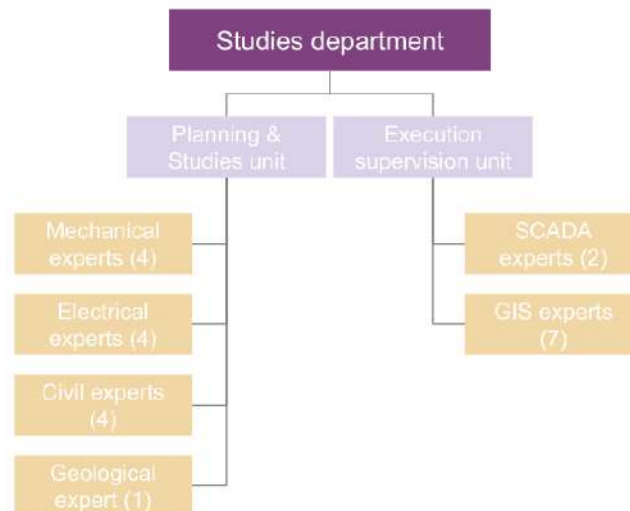 Studies department
Planning &
Studies unit
Execution
supervision unit
Mechanical
experts (4)
Electrical
experts (4)
Civil experts
(4)
Geological
expert (1)
SCADA
experts (2)
GIS experts
(7)